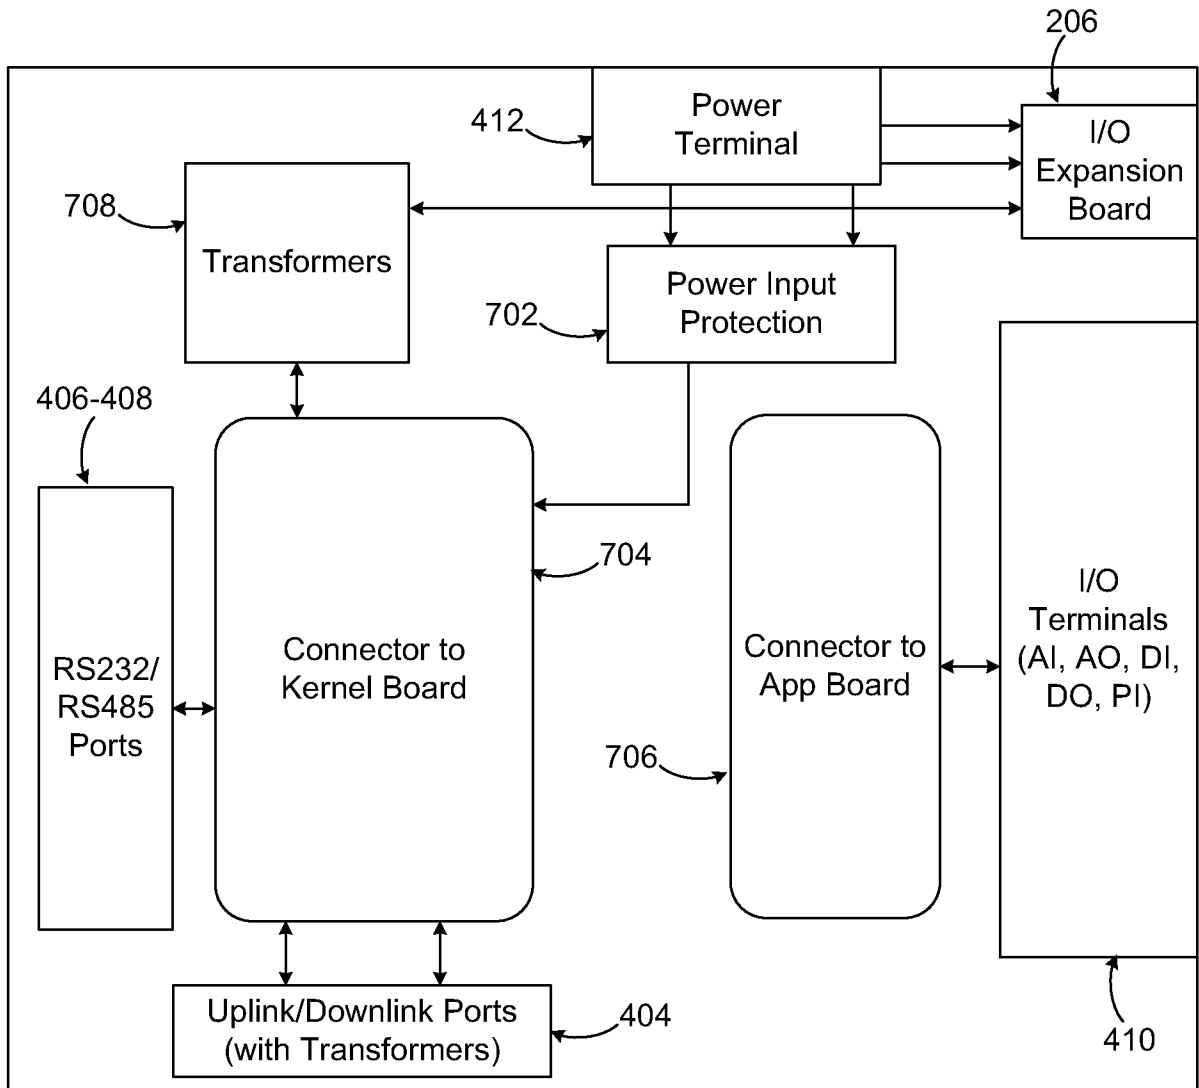 206
412
Power
Terminal
I/O
Expansion
Board
708
Transformers
702
Power Input
Protection
406-408
704
RS232/
RS485
Ports
Connector to
Kernel Board
Connector to
App Board
I/O
Terminals
(AI, AO, DI,
DO, PI)
706
Uplink/Downlink Ports
(with Transformers)
404
410